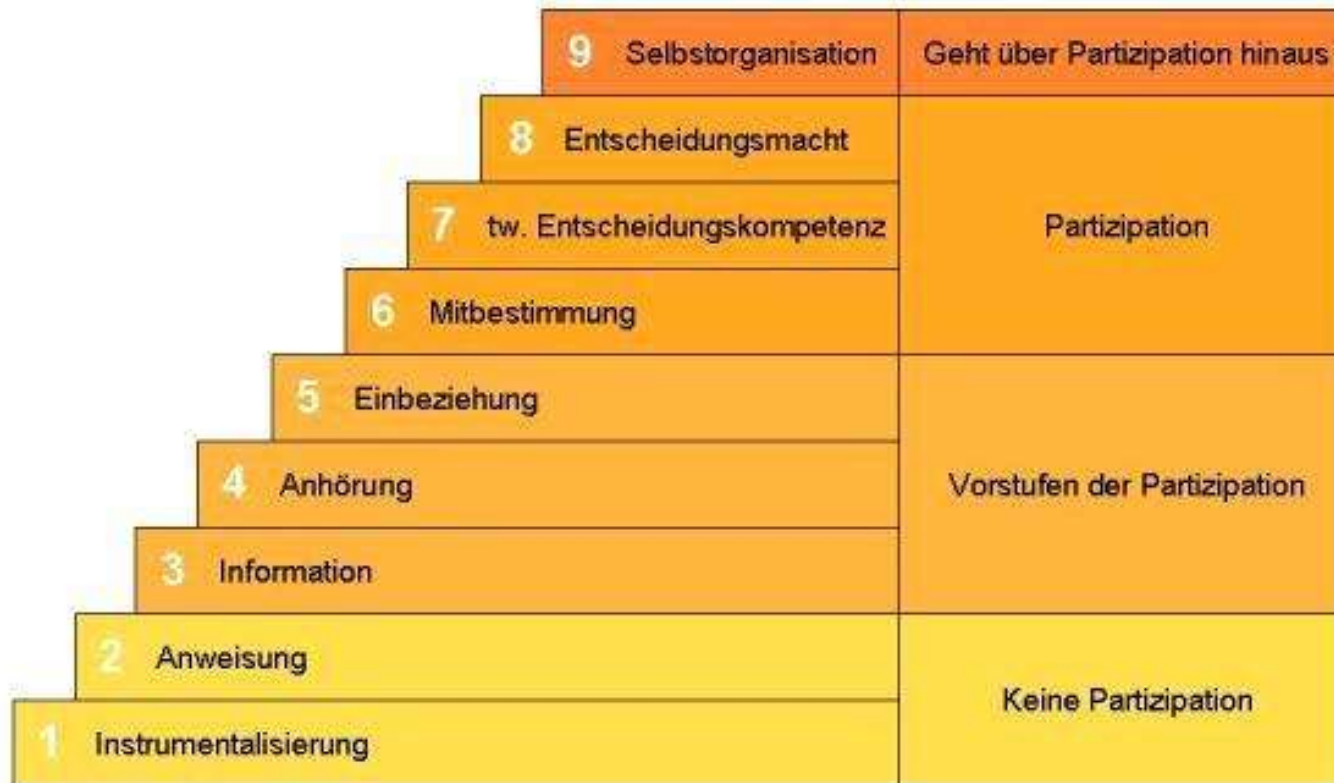 9 Selbstorganisation Geht über Partizipation hinaus
8 Entscheidungsmacht
7 tw. Entscheidungskompetenz Partizipation
6 Mitbestimmung
5 Einbeziehung
4 Anhörung Vorstufen der Partizipation
3 Information
2 Anweisung
Keine Partizipation
1 Instrumentalisierung